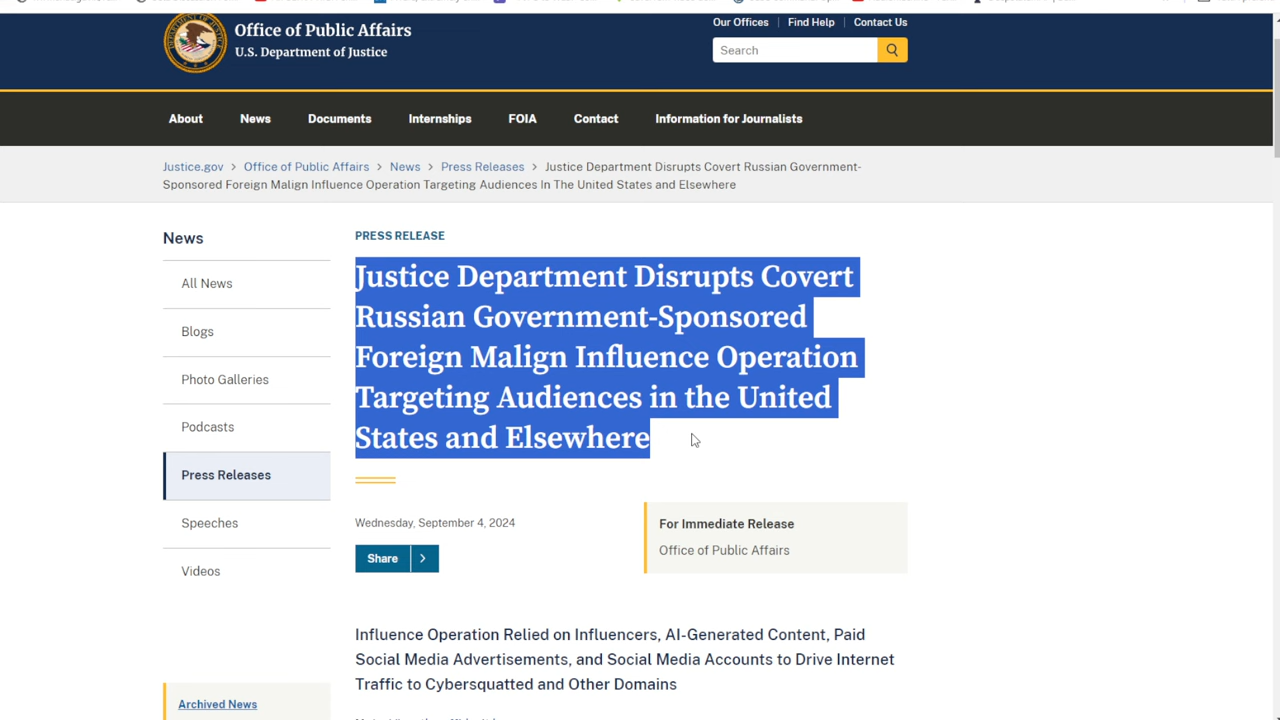 Office of Public Affairs
U.S. Department of Justice
Our Offices
Find Help
Contact Us
Search
About
News
Documents
Internships
FOIA
Contact
Information for Journalists
Justice.gov > Office of Public Affairs > News > Press Releases > Justice Department Disrupts Covert Russian Government-
Sponsored Foreign Malign Influence Operation Targeting Audiences In The United States and Elsewhere
News
All News
Blogs
Photo Galleries
Podcasts
Press Releases
Speeches
Videos
Archived News
PRESS RELEASE
Justice Department Disrupts Covert
Russian Government-Sponsored
Foreign Malign Influence Operation
Targeting Audiences in the United
States and Elsewhere
Wednesday, September 4, 2024
Share
For Immediate Release
Office of Public Affairs
Influence Operation Relied on Influencers, AI-Generated Content, Paid
Social Media Advertisements, and Social Media Accounts to Drive Internet
Traffic to Cybersquatted and Other Domains